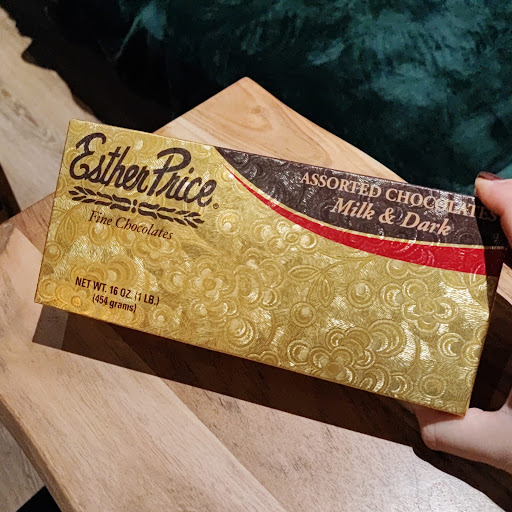 Esther Price®
Fine Chocolates
ASSORTED CHOCOLATES
Milk & Dark
NET WT. 16 OZ. (1 LB.)
(454 grams)